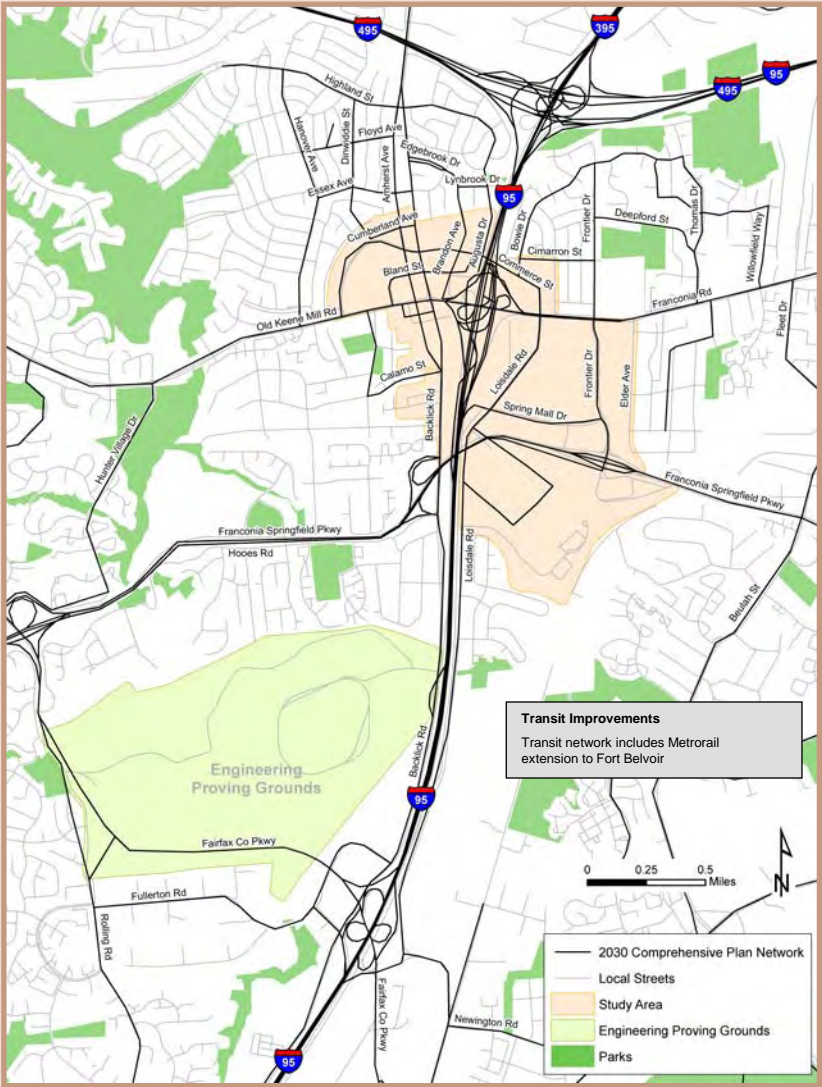 495
395
95
495
Highland St
Hanover Ave
Dinwiddie St
Floyd Ave
Amherst Ave
Edgebrook Dr
Essex Ave
Lynbrook Dr
95
Bowie Dr
Frontier Dr
Thomas Dr
Deepford St
Willowfield Way
Cumberland Ave
Brandon Ave
Augusta Dr
Cimarron St
Commerce St
Bland St
Franconia Rd
Old Keene Mill Rd
Fleet Dr
Calamo St
Loisdale Rd
Frontier Dr
Elder Ave
Backlick Rd
Spring Mall Dr
Hunter Village Dr
Franconia Springfield Pkwy
Franconia Springfield Pkwy
Hooes Rd
Loisdale Rd
Beulah St
Transit Improvements
Transit network includes Metrorail
extension to Fort Belvoir
Backlick Rd
Engineering
Proving Grounds
95
Fairfax Co Pkwy
0 0.25 0.5
Miles
N
Fullerton Rd
Rolling Rd
Fairfax Co Pkwy
Newington Rd
95
2030 Comprehensive Plan Network
Local Streets
Study Area
Engineering Proving Grounds
Parks